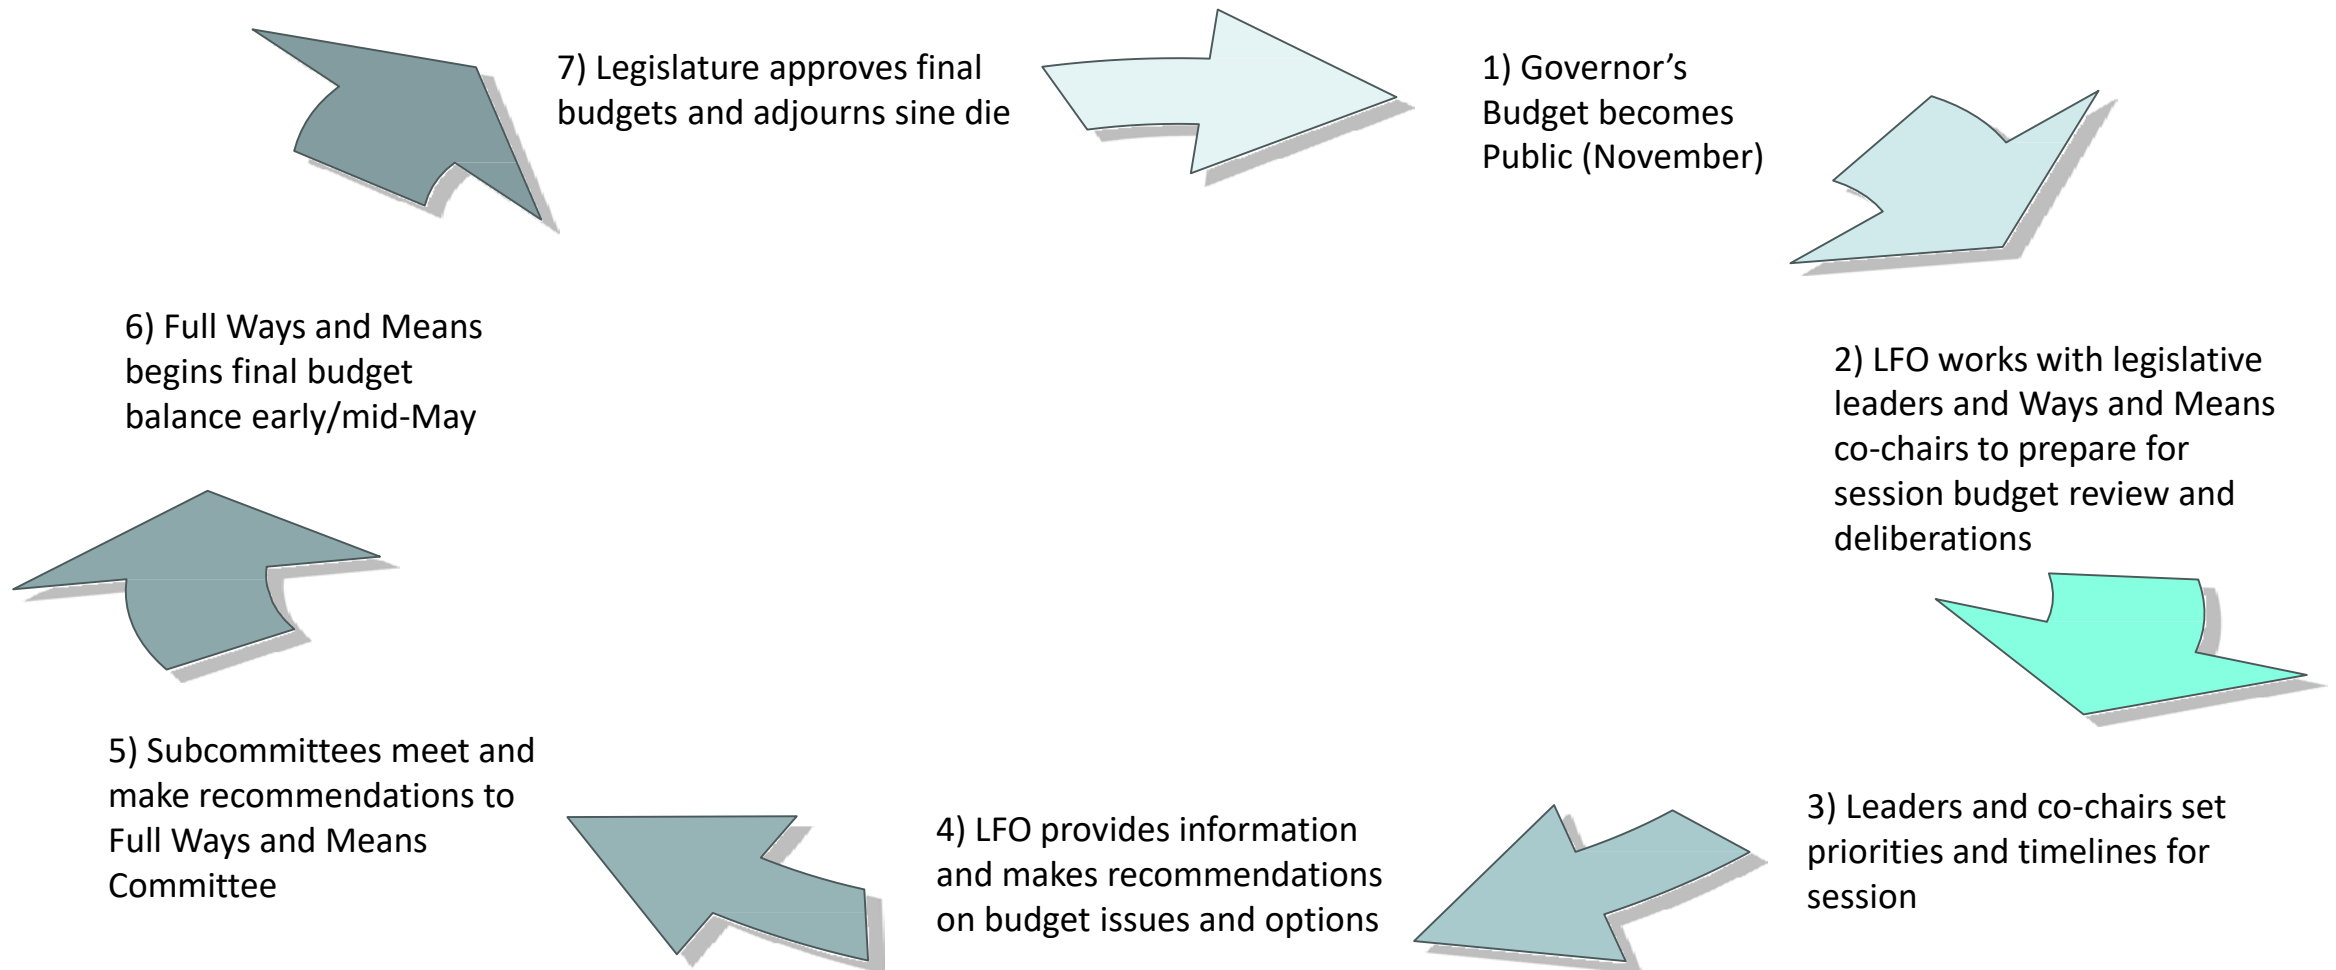 1) Governor’s
Budget becomes
Public (November)
2) LFO works with legislative
leaders and Ways and Means
co-chairs to prepare for
session budget review and
deliberations
3) Leaders and co-chairs set
priorities and timelines for
session
4) LFO provides information
and makes recommendations
on budget issues and options
5) Subcommittees meet and
make recommendations to
Full Ways and Means
Committee
6) Full Ways and Means
begins final budget
balance early/mid-May
7) Legislature approves final
budgets and adjourns sine die